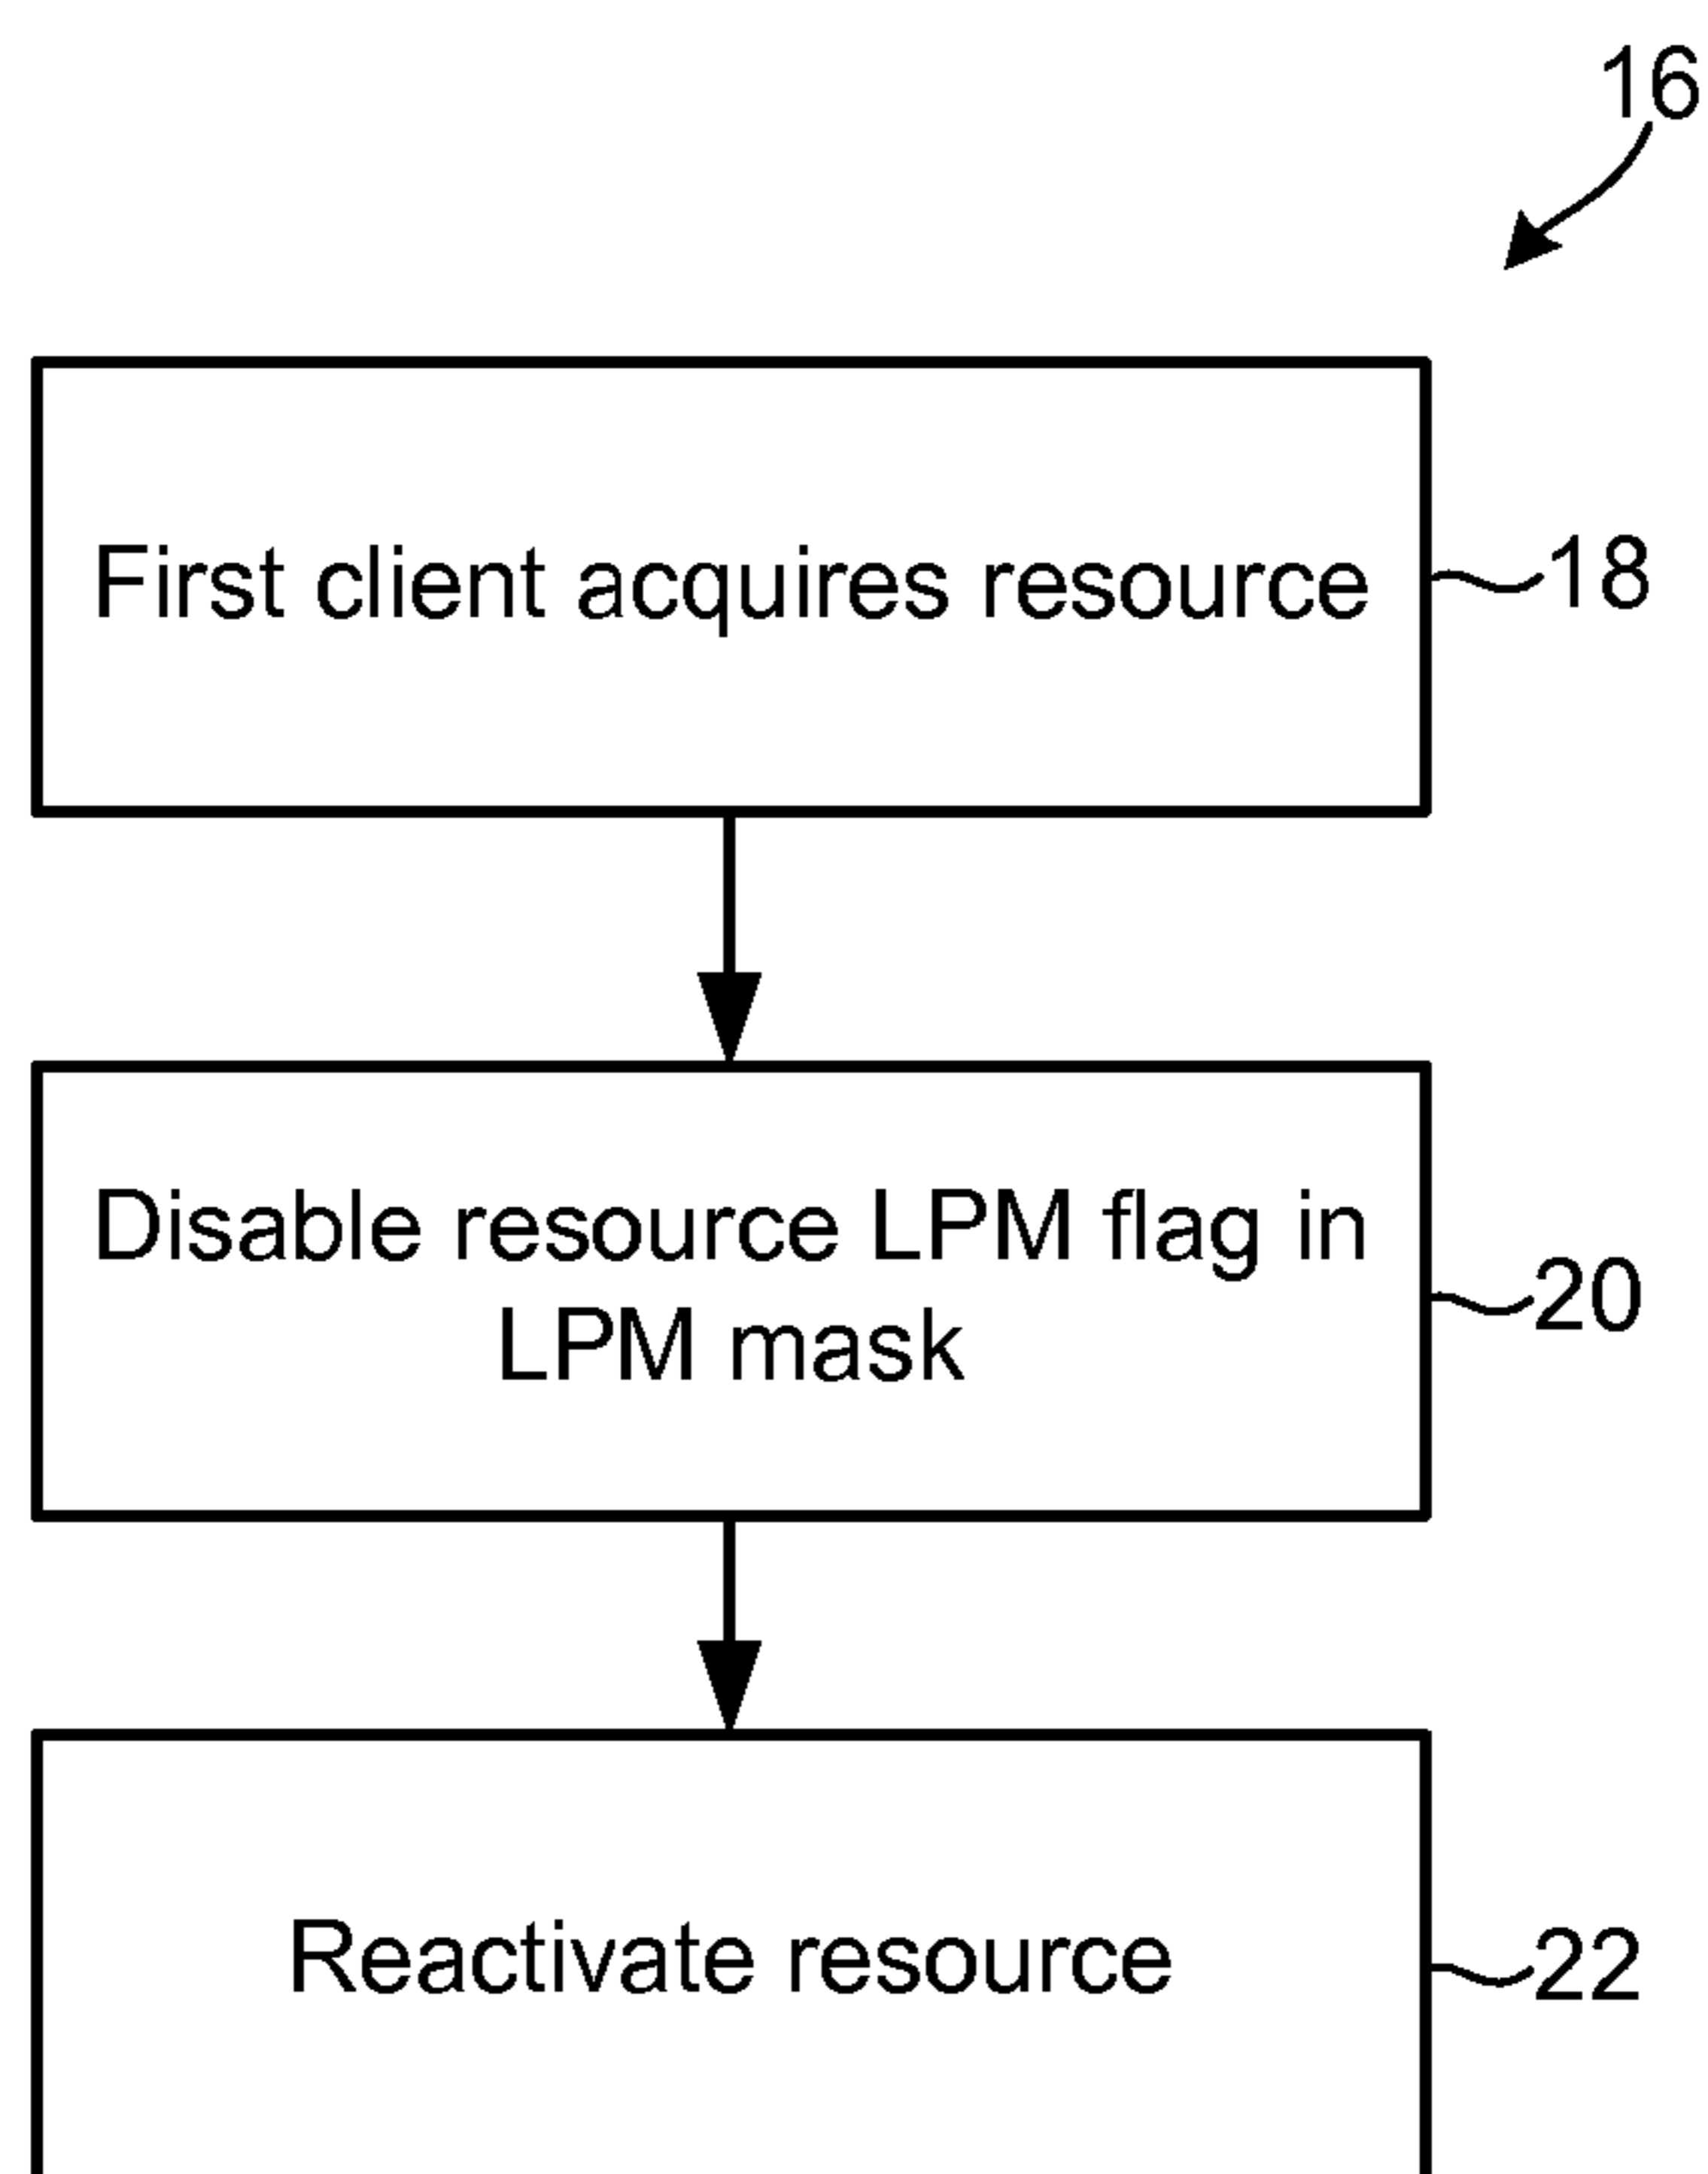 16
First client acquires resource
18
Disable resource LPM flag in
LPM mask
20
Reactivate resource
22